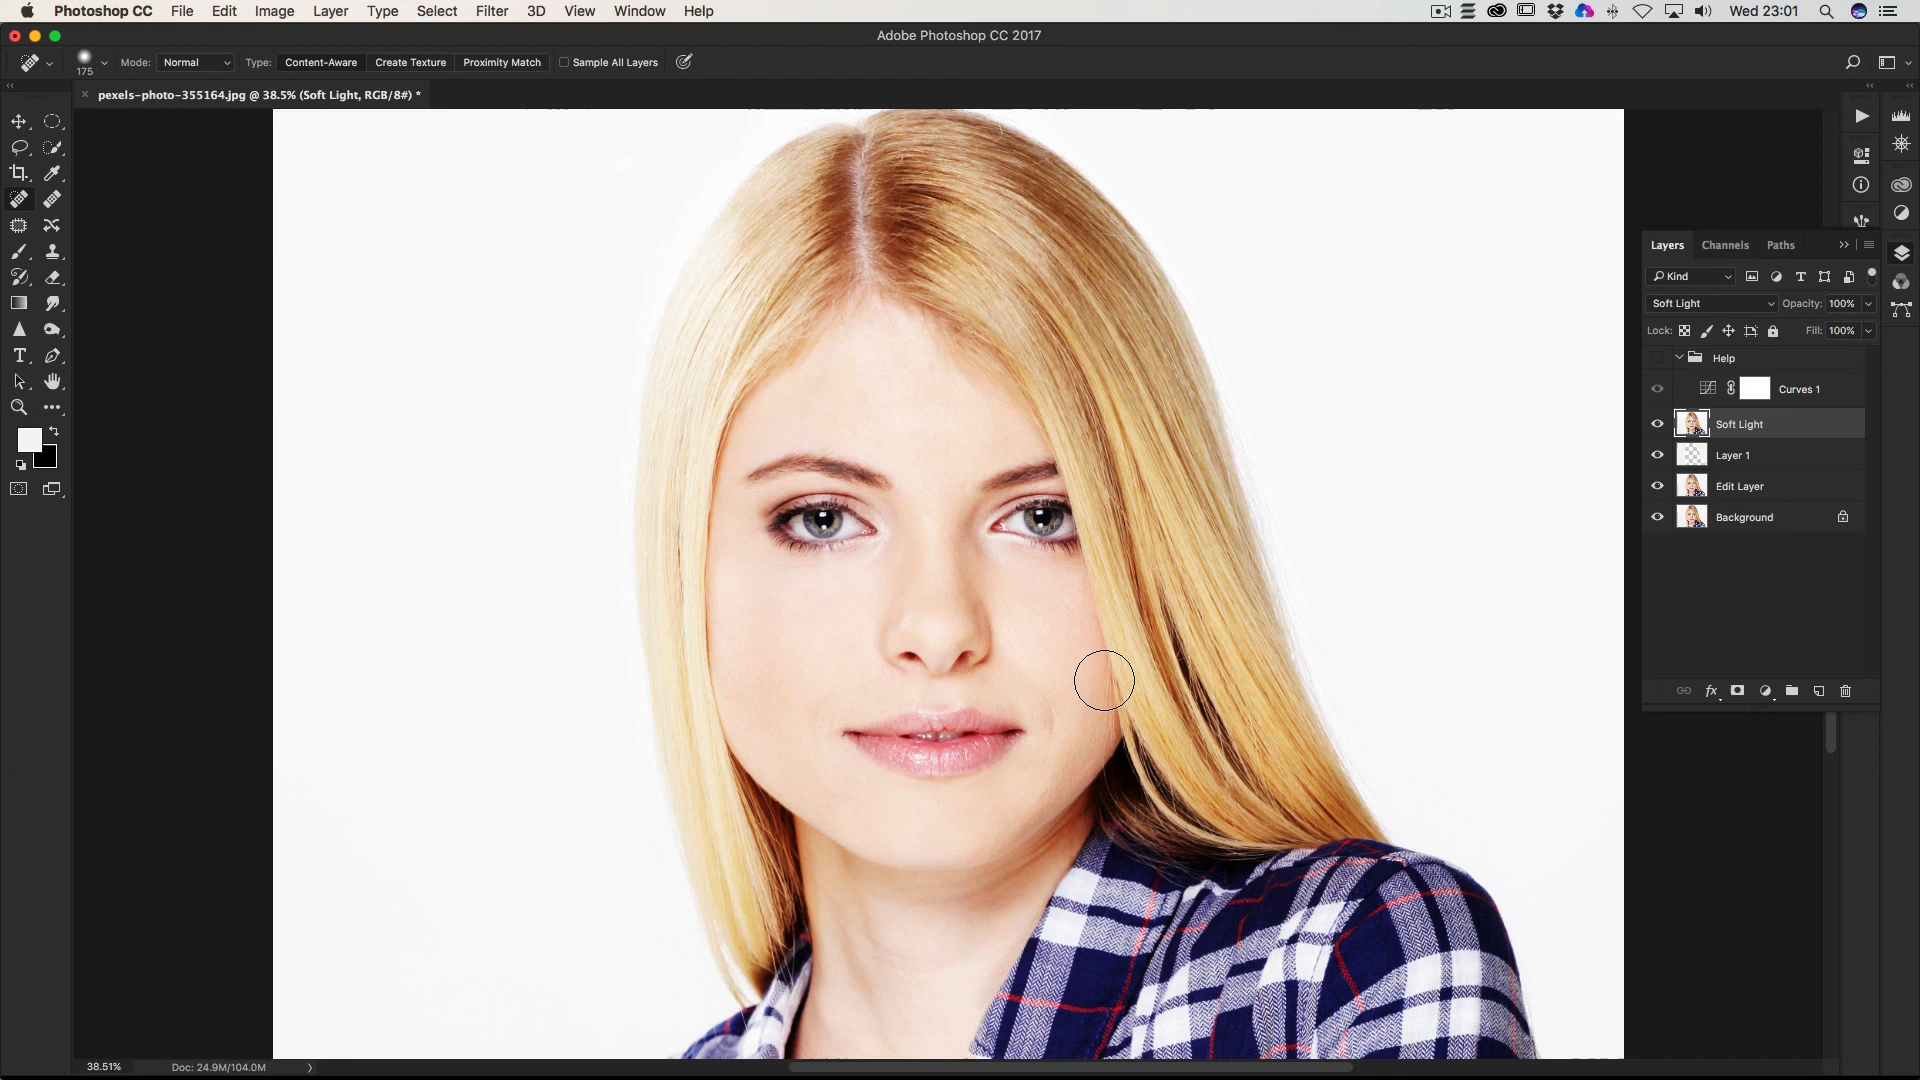 Photoshop CC File Edit Image Layer Type Select Filter 3D View Window Help Wed 23:01
Adobe Photoshop CC 2017
175 Mode: Normal Type: Content-Aware Create Texture Proximity Match Sample All Layers
pexels-photo-355164.jpg @ 38.5% (Soft Light, RGB/8#) *
Layers Channels Paths
Kind
Soft Light Opacity: 100%
Lock: Fill: 100%
Help
Curves 1
Soft Light
Layer 1
Edit Layer
Background
fx
38.51% Doc: 24.9M/104.0M